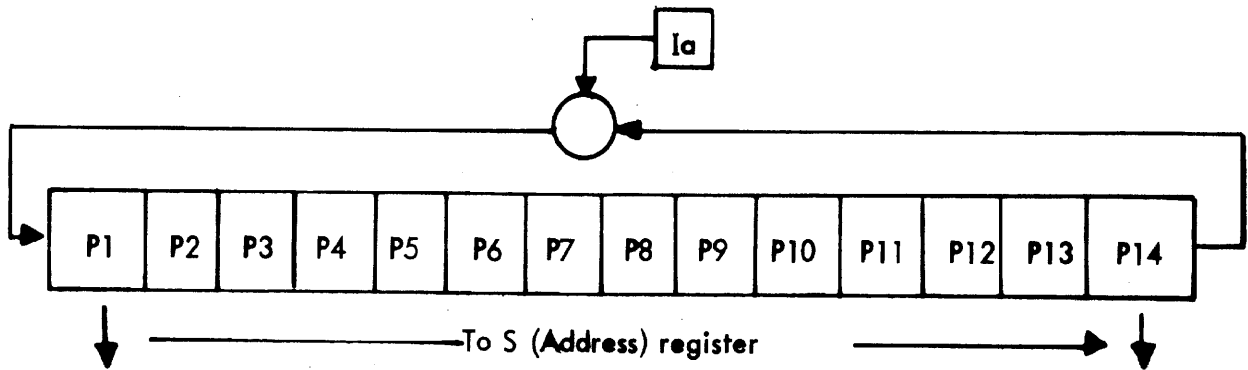 Ia
P1 P2 P3 P4 P5 P6 P7 P8 P9 P10 P11 P12 P13 P14
To S (Address) register